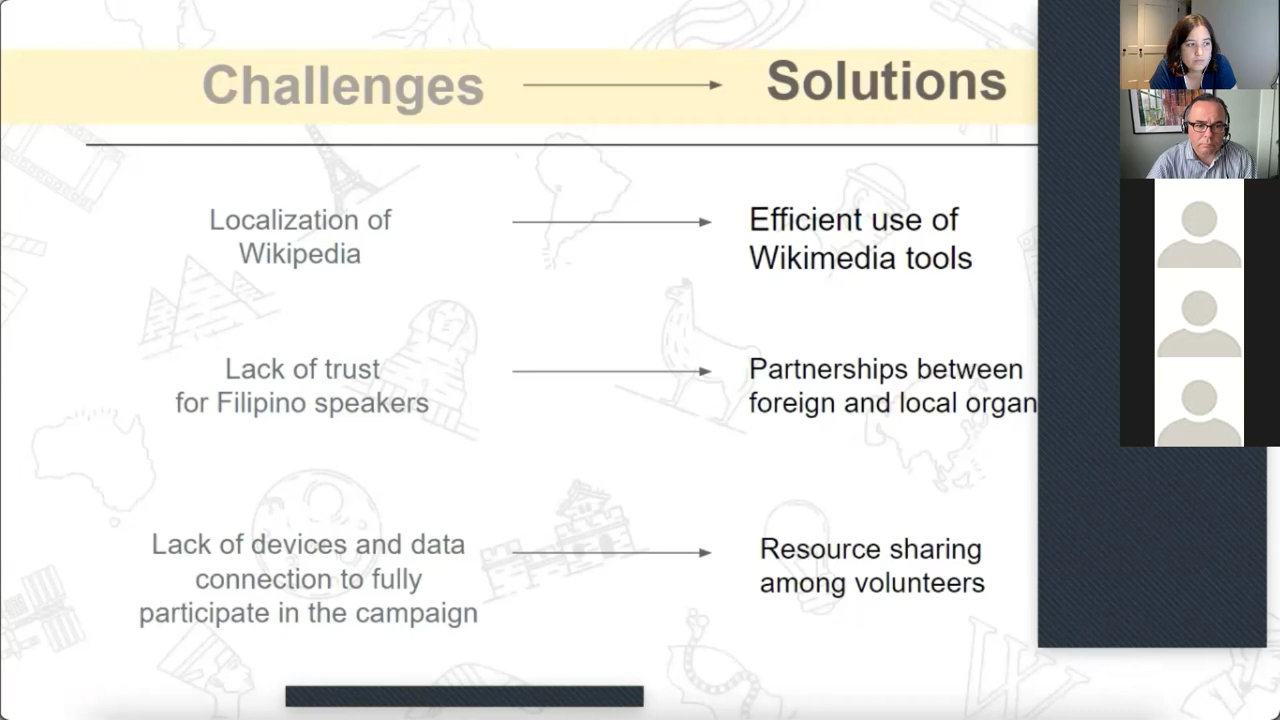 Challenges
Solutions
Localization of
Wikipedia
Efficient use of
Wikimedia tools
Lack of trust
for Filipino speakers
Partnerships between
foreign and local organ
Lack of devices and data
connection to fully
participate in the campaign
Resource sharing
among volunteers